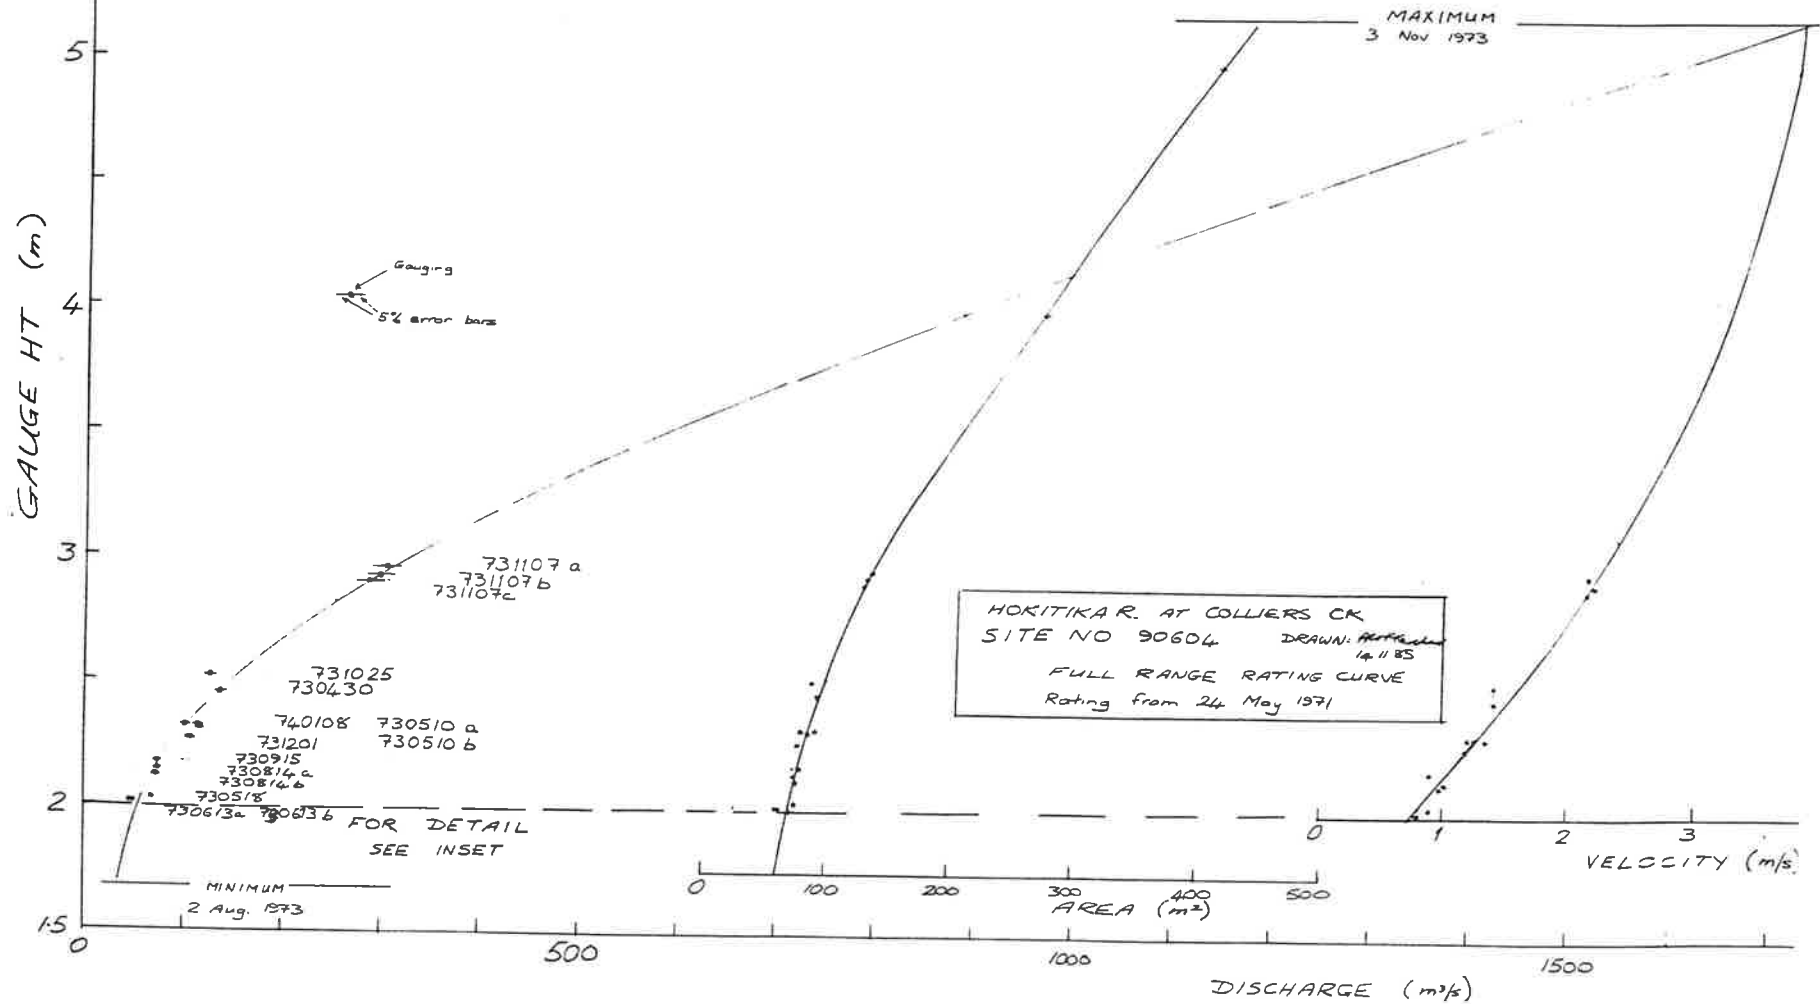 MAXIMUM
3 Nov 1973
5
GAUGE HT (m)
Gauging
5% error bars
4
3
731107 a
731107 b
731107c
HOKITIKA R. AT COLLIERS CK
SITE NO 90604 DRAWN:
14 11 85
FULL RANGE RATING CURVE
Rating from 24 May 1971
731025
730430
740108 730510 a
731201 730510 b
730915
730814 a
730814 b
730518
2
730613a 730613 b
FOR DETAIL
SEE INSET
0 1 2 3
VELOCITY (m/s)
0 100 200 300 400 500
AREA (m²)
MINIMUM
2 Aug. 1973
1.5
0 500 1000 1500
DISCHARGE (m³/s)